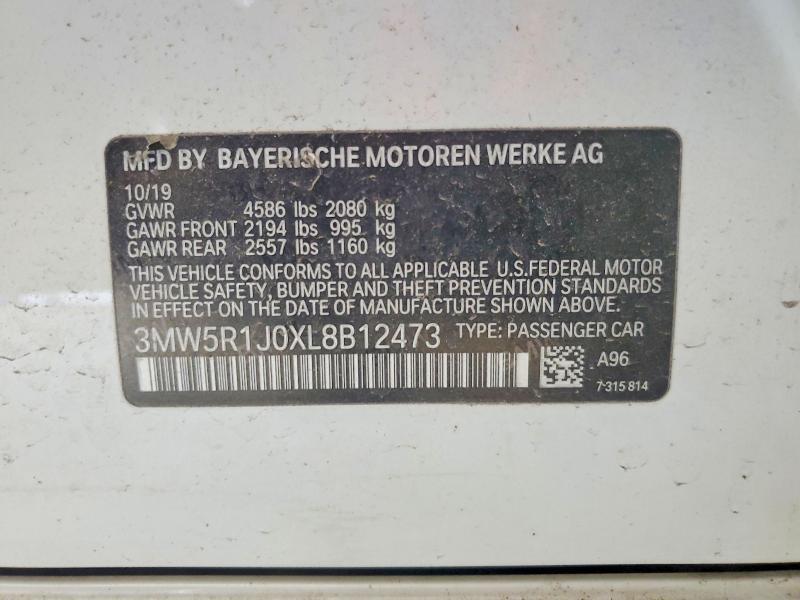 MFD BY BAYERISCHE MOTOREN WERKE AG
10/19
GVWR 4586 lbs 2080 kg
GAWR FRONT 2194 lbs 995 kg
GAWR REAR 2557 lbs 1160 kg
THIS VEHICLE CONFORMS TO ALL APPLICABLE U.S.FEDERAL MOTOR
VEHICLE SAFETY, BUMPER AND THEFT PREVENTION STANDARDS
IN EFFECT ON THE DATE OF MANUFACTURE SHOWN ABOVE.
3MW5R1J0XL8B12473 TYPE: PASSENGER CAR
A96
7 315 814